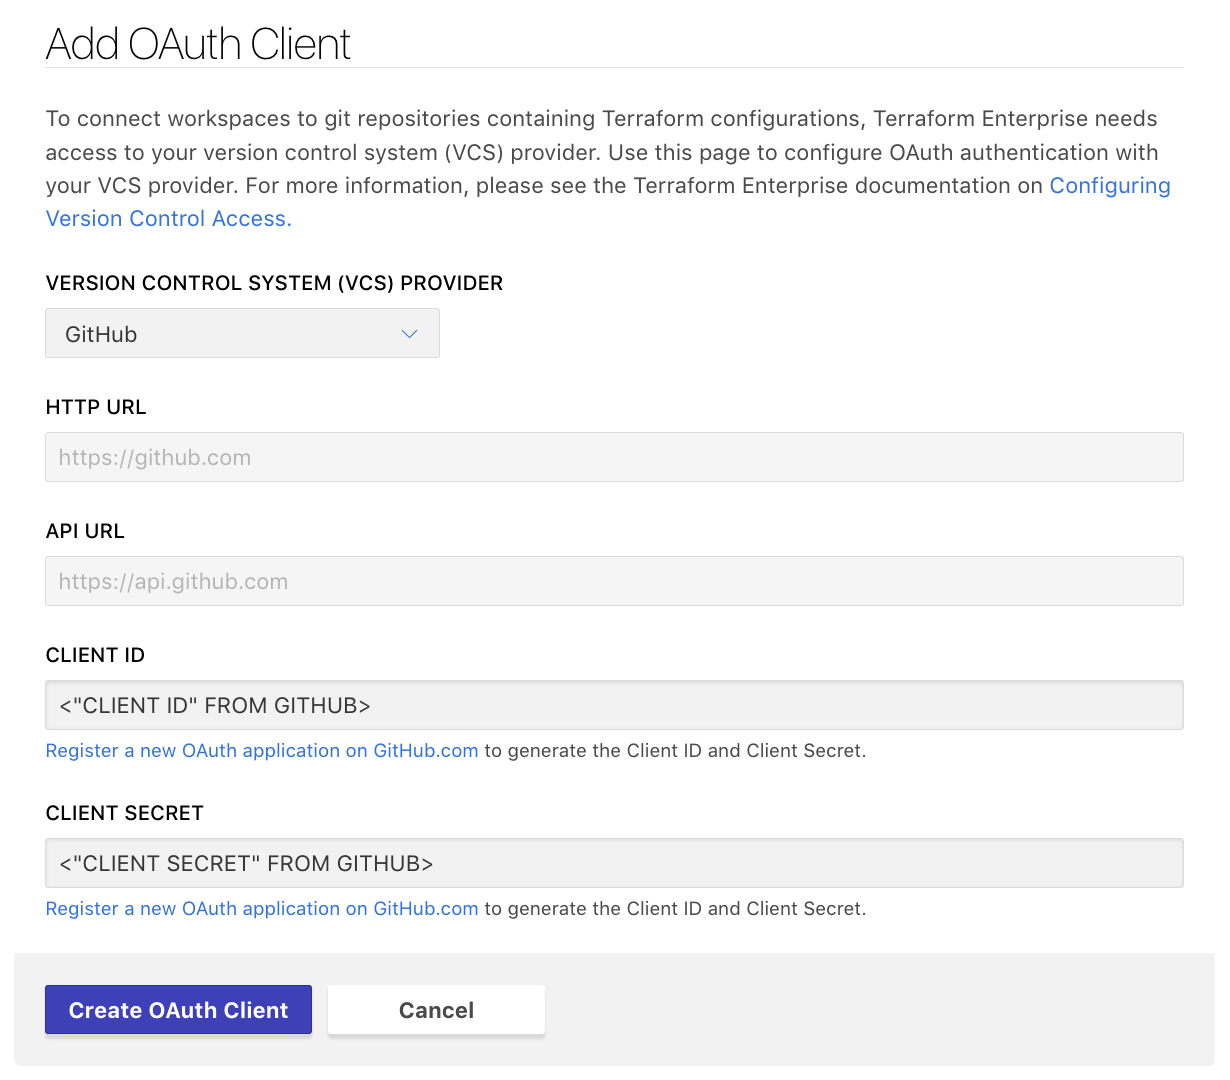 Add OAuth Client
To connect workspaces to git repositories containing Terraform configurations, Terraform Enterprise needs
access to your version control system (VCS) provider. Use this page to configure OAuth authentication with
your VCS provider. For more information, please see the Terraform Enterprise documentation on Configuring
Version Control Access.
VERSION CONTROL SYSTEM (VCS) PROVIDER
GitHub
HTTP URL
https://github.com
API URL
https://api.github.com
CLIENT ID
<"CLIENT ID" FROM GITHUB>
Register a new OAuth application on GitHub.com to generate the Client ID and Client Secret.
CLIENT SECRET
<"CLIENT SECRET" FROM GITHUB>
Register a new OAuth application on GitHub.com to generate the Client ID and Client Secret.
Create OAuth Client Cancel